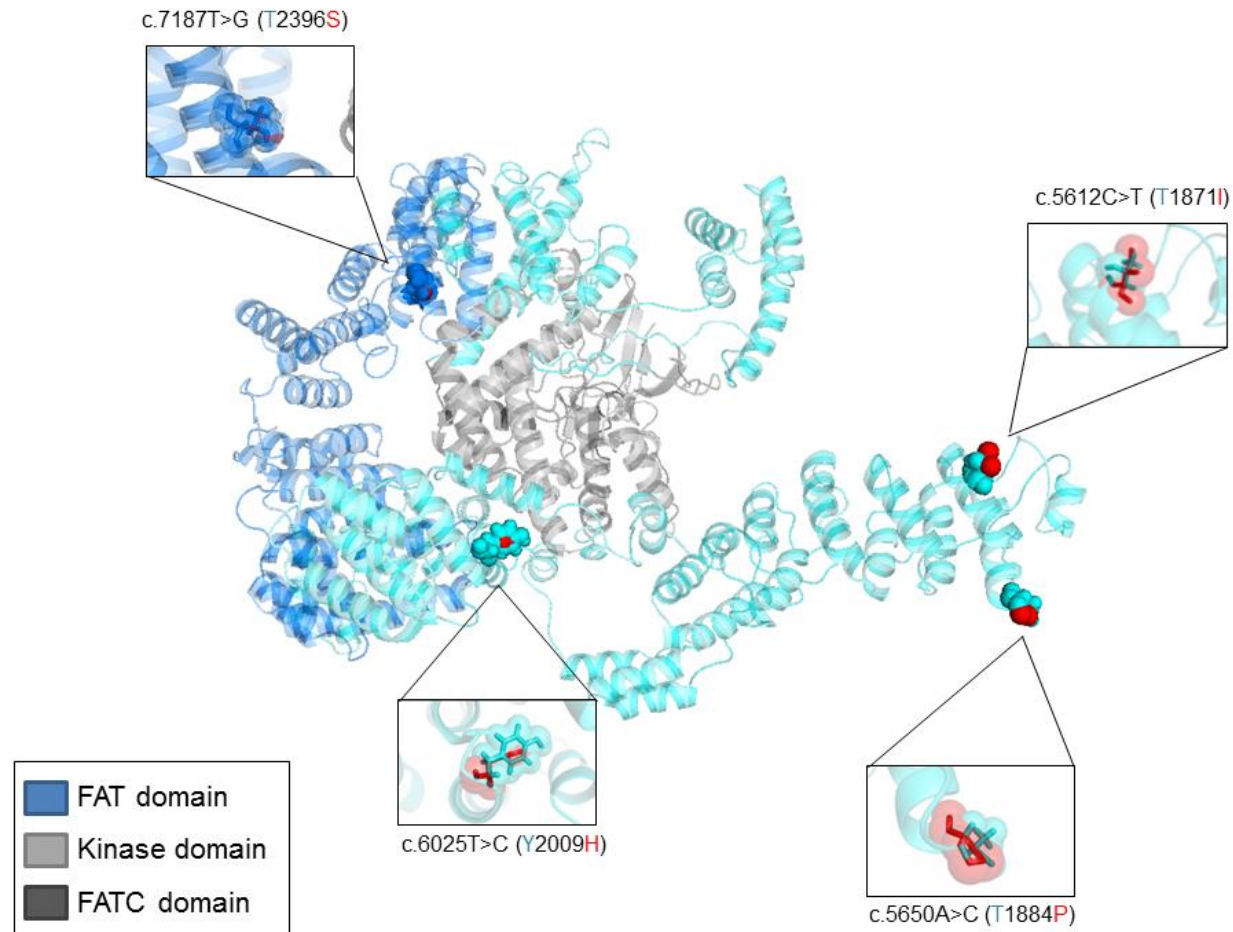 c.7187T>G (T2396S)
c.5612C>T (T1871I)
c.6025T>C (Y2009H)
c.5650A>C (T1884P)
FAT domain
Kinase domain
FATC domain